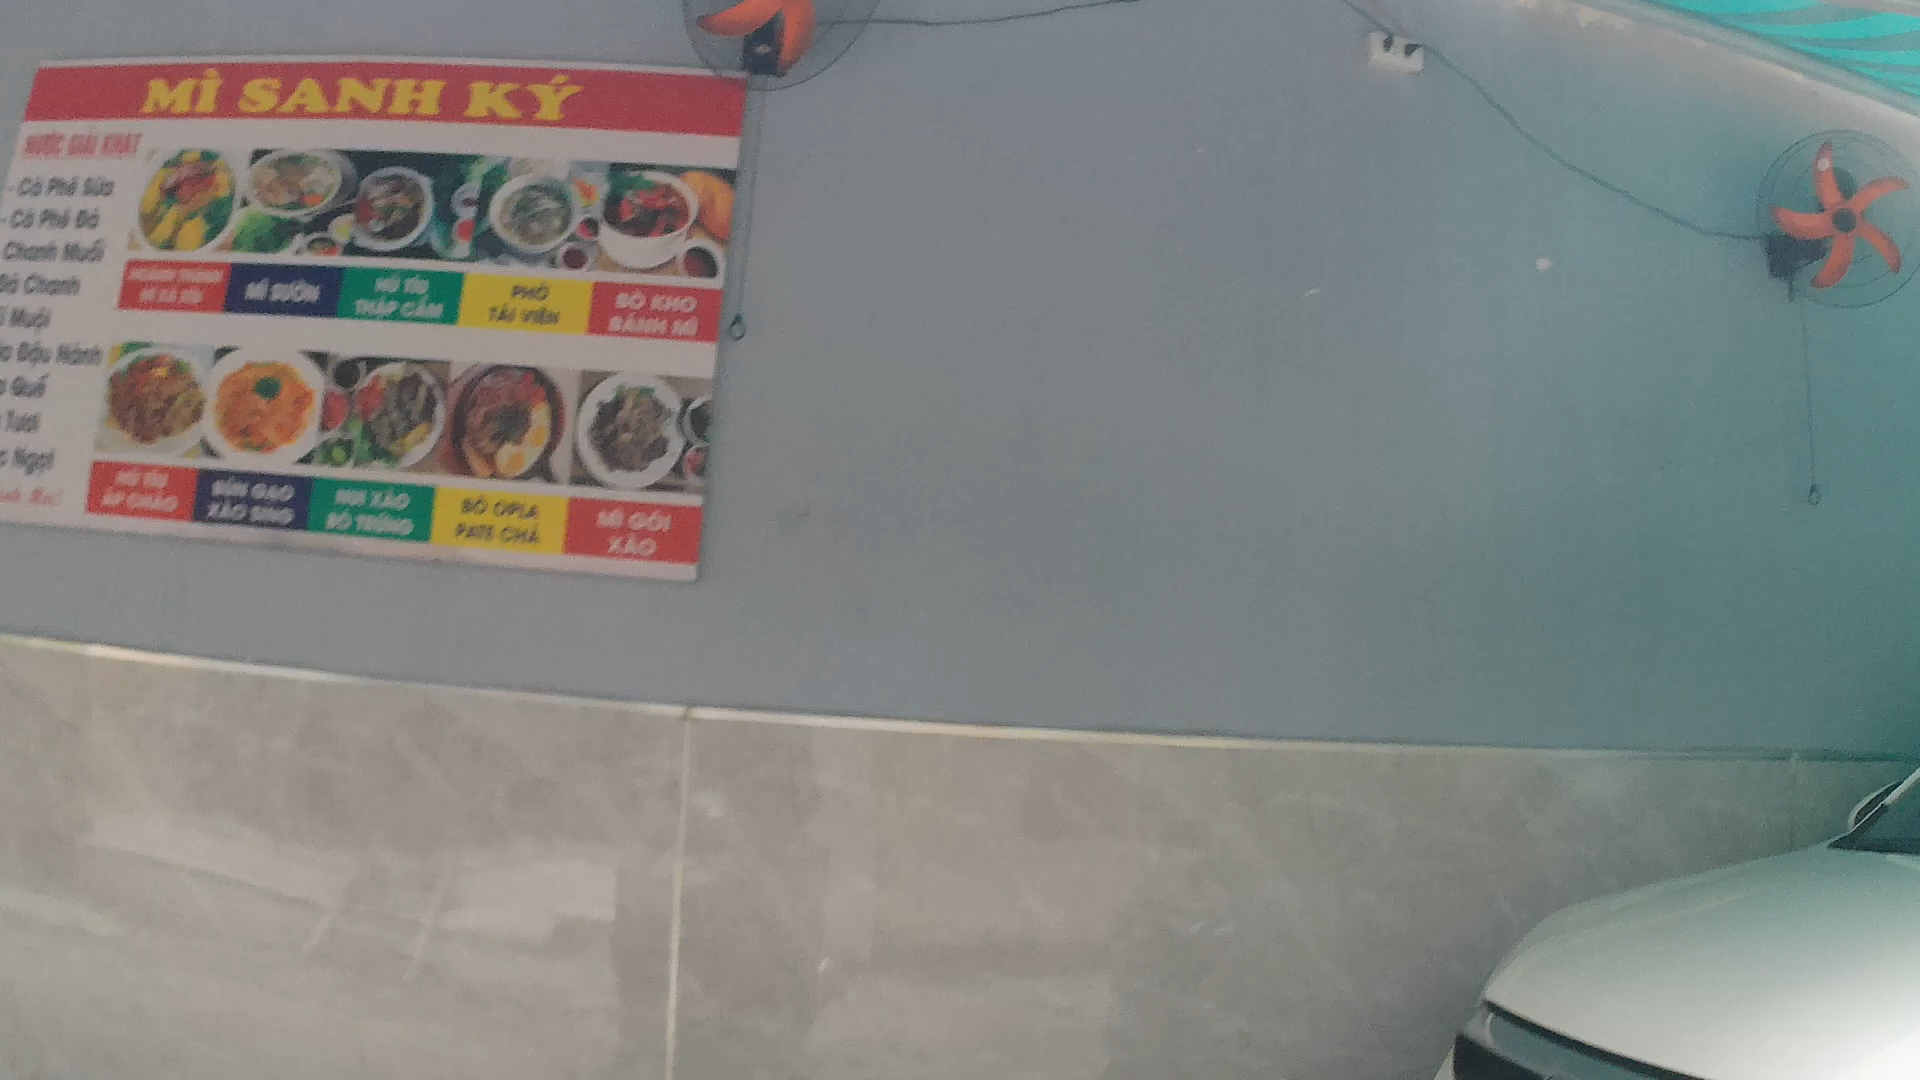 MÌ SANH KÝ
NƯỚC GIẢI KHÁT
- Cà Phê Sữa
- Cà Phê Đá
Chanh Muối
Đá Chanh
Muối
Đậu Nành
Quế
Tươi
Ngọt
MÌ SƯỜN
HỦ TÍU
THẬP CẨM
PHỞ
TÁI VIÊN
BÒ KHO
BÁNH MÌ
HỦ TÍU
ÁP CHẢO
BÚN GẠO
XÀO SING
NUI XÀO
BÒ TRỨNG
BÒ OPLA
PATE CHẢ
MÌ GÓI
XÀO